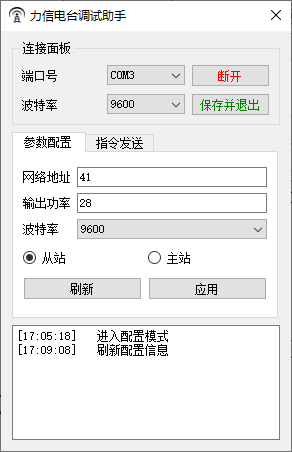 力信电台调试助手
连接面板
端口号 COM3 断开
波特率 9600 保存并退出
参数配置 指令发送
网络地址 41
输出功率 28
波特率 9600
从站 主站
刷新 应用
[17:05:18] 进入配置模式
[17:09:08] 刷新配置信息